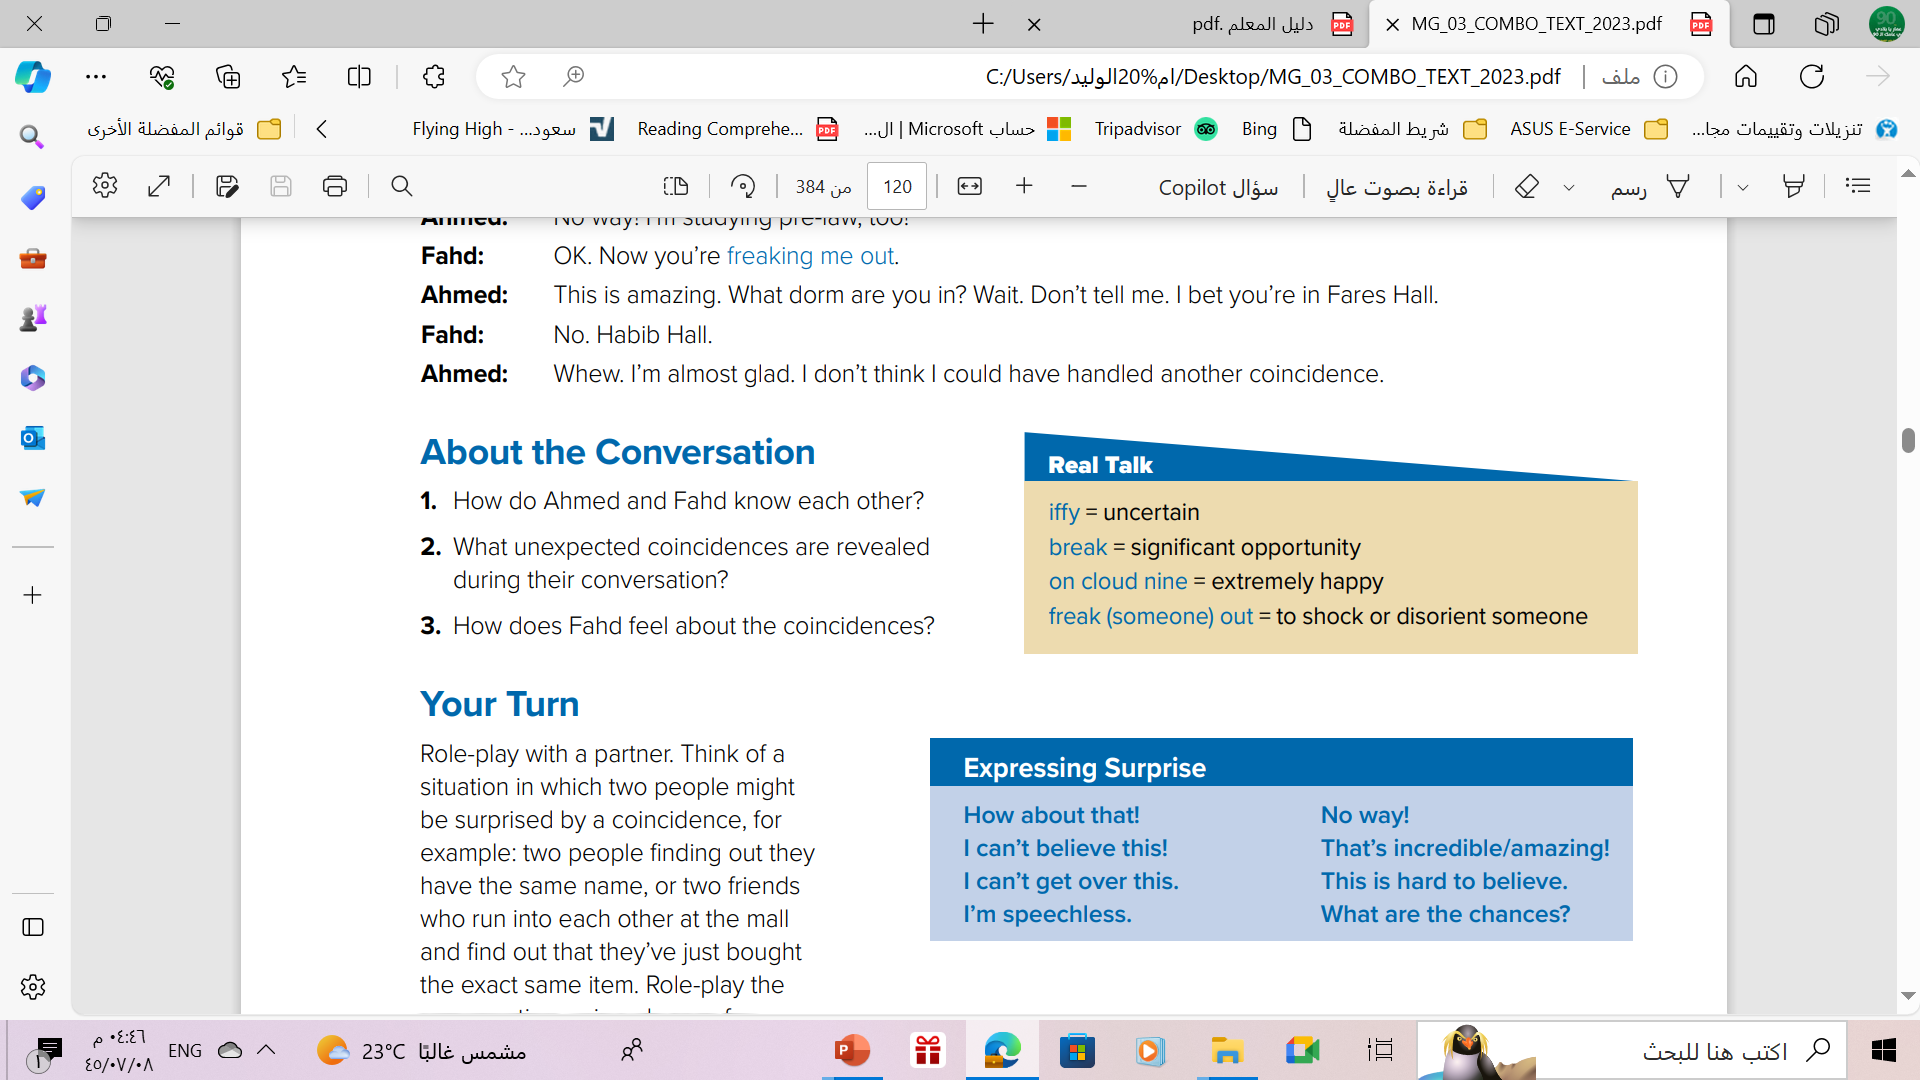 دليل المعلم .pdf
MG_03_COMBO_TEXT_2023.pdf
C:/Users/ام%20الوليد/Desktop/MG_03_COMBO_TEXT_2023.pdf
ملف
قوائم المفضلة الأخرى
Flying High - ...سعود
Reading Comprehe...
حساب Microsoft | ال...
Tripadvisor
Bing
شريط المفضلة
ASUS E-Service
تنزيلات وتقييمات مجا...
384 من
120
سؤال Copilot
قراءة بصوت عالٍ
رسم
Ahmed: No way! I'm studying pre-law, too!
Fahd: OK. Now you're freaking me out.
Ahmed: This is amazing. What dorm are you in? Wait. Don't tell me. I bet you're in Fares Hall.
Fahd: No. Habib Hall.
Ahmed: Whew. I'm almost glad. I don't think I could have handled another coincidence.
About the Conversation
1. How do Ahmed and Fahd know each other?
2. What unexpected coincidences are revealed
during their conversation?
3. How does Fahd feel about the coincidences?
Real Talk
iffy = uncertain
break = significant opportunity
on cloud nine = extremely happy
freak (someone) out = to shock or disorient someone
Your Turn
Role-play with a partner. Think of a
situation in which two people might
be surprised by a coincidence, for
example: two people finding out they
have the same name, or two friends
who run into each other at the mall
and find out that they've just bought
the exact same item. Role-play the
Expressing Surprise
How about that!
I can't believe this!
I can't get over this.
I'm speechless.
No way!
That's incredible/amazing!
This is hard to believe.
What are the chances?
٠٤:٤٦ م
٤٥/٠٧/٠٨
١
ENG
23°C مشمس غالبًا
اكتب هنا للبحث